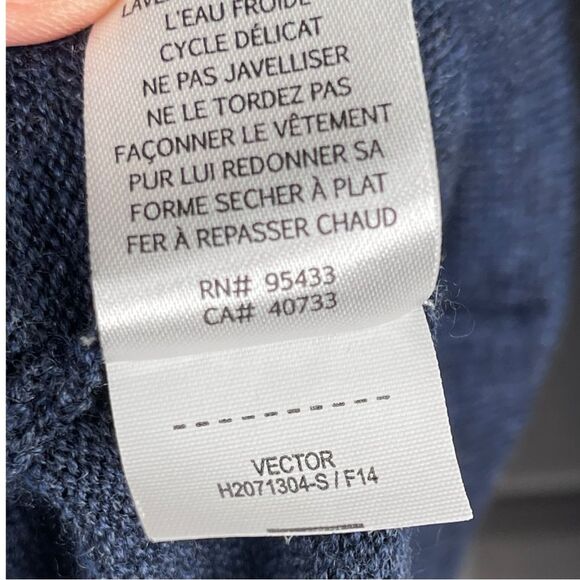 LAVER
L'EAU FROIDE
CYCLE DÉLICAT
NE PAS JAVELLISER
NE LE TORDEZ PAS
FAÇONNER LE VÊTEMENT
PUR LUI REDONNER SA
FORME SECHER À PLAT
FER À REPASSER CHAUD
RN# 95433
CA# 40733
VECTOR
H2071304-S / F14